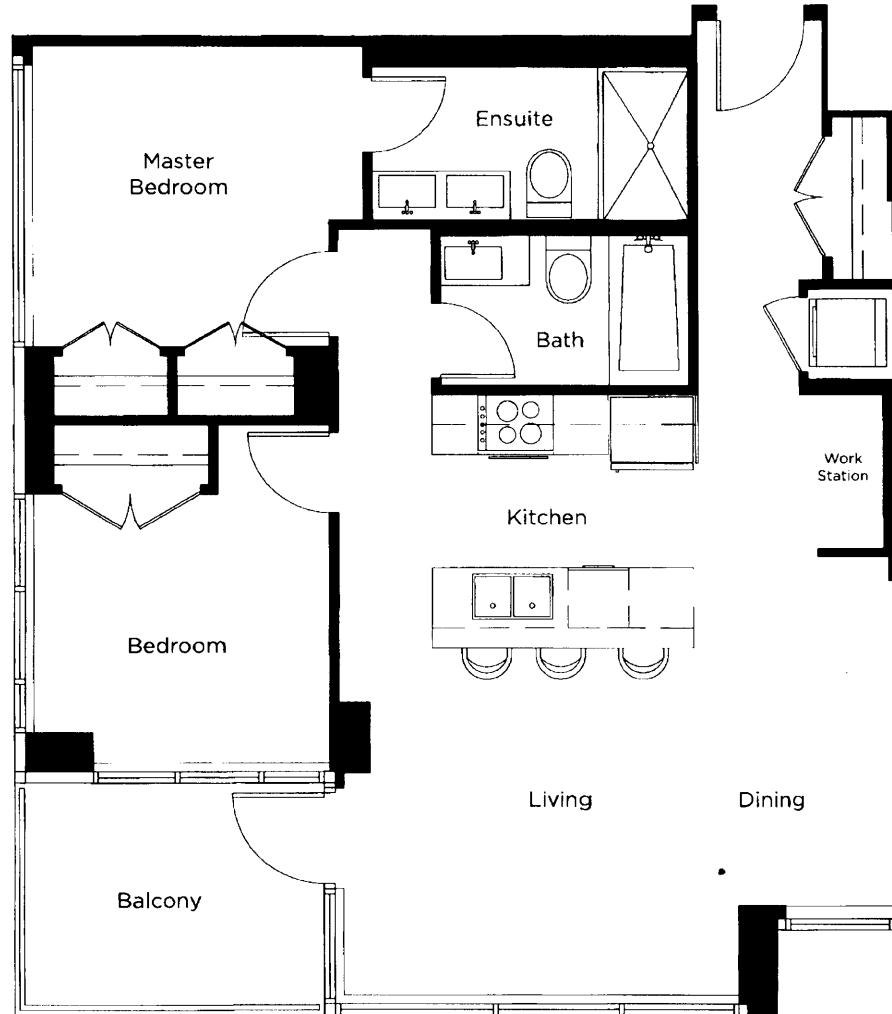 Ensuite
Master
Bedroom
Bath
Work
Station
Kitchen
Bedroom
Living
Dining
Balcony